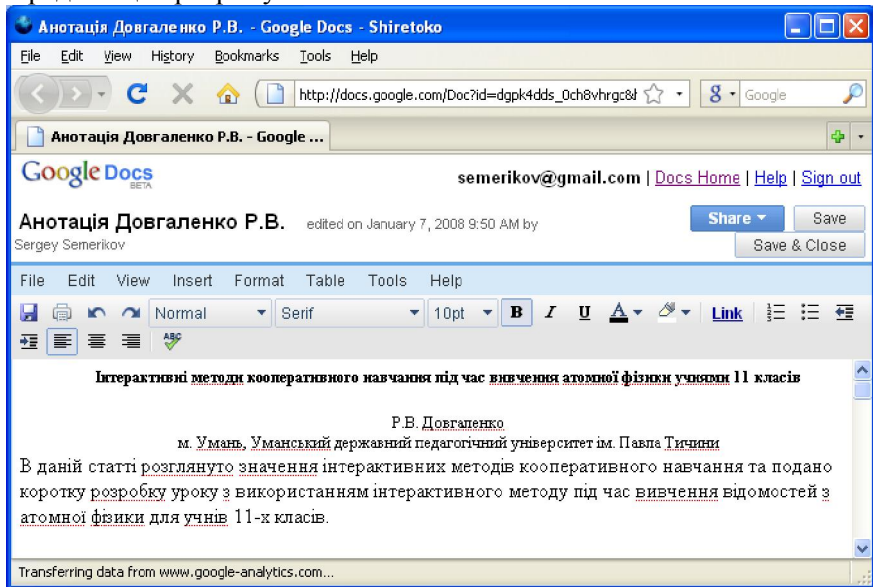 Анотація Довгаленко Р.В. - Google Docs - Shiretoko
File Edit View History Bookmarks Tools Help
http://docs.google.com/Doc?id=dgpk4dds_0ch8vhrgc8& Google
Анотація Довгаленко Р.В. - Google ...
Google Docs BETA
semerikov@gmail.com | Docs Home | Help | Sign out
Анотація Довгаленко Р.В. edited on January 7, 2008 9:50 AM by
Sergey Semerikov
Share Save
Save & Close
File Edit View Insert Format Table Tools Help
Normal Serif 10pt B I U A Link
ABC
Інтерактивні методи кооперативного навчання під час вивчення атомної фізики учнями 11 класів
Р.В. Довгаленко
м. Умань, Уманський державний педагогічний університет ім. Павла Тичини
В даній статті розглянуто значення інтерактивних методів кооперативного навчання та подано
коротку розробку уроку з використанням інтерактивного методу під час вивчення відомостей з
атомної фізики для учнів 11-х класів.
Transferring data from www.google-analytics.com...